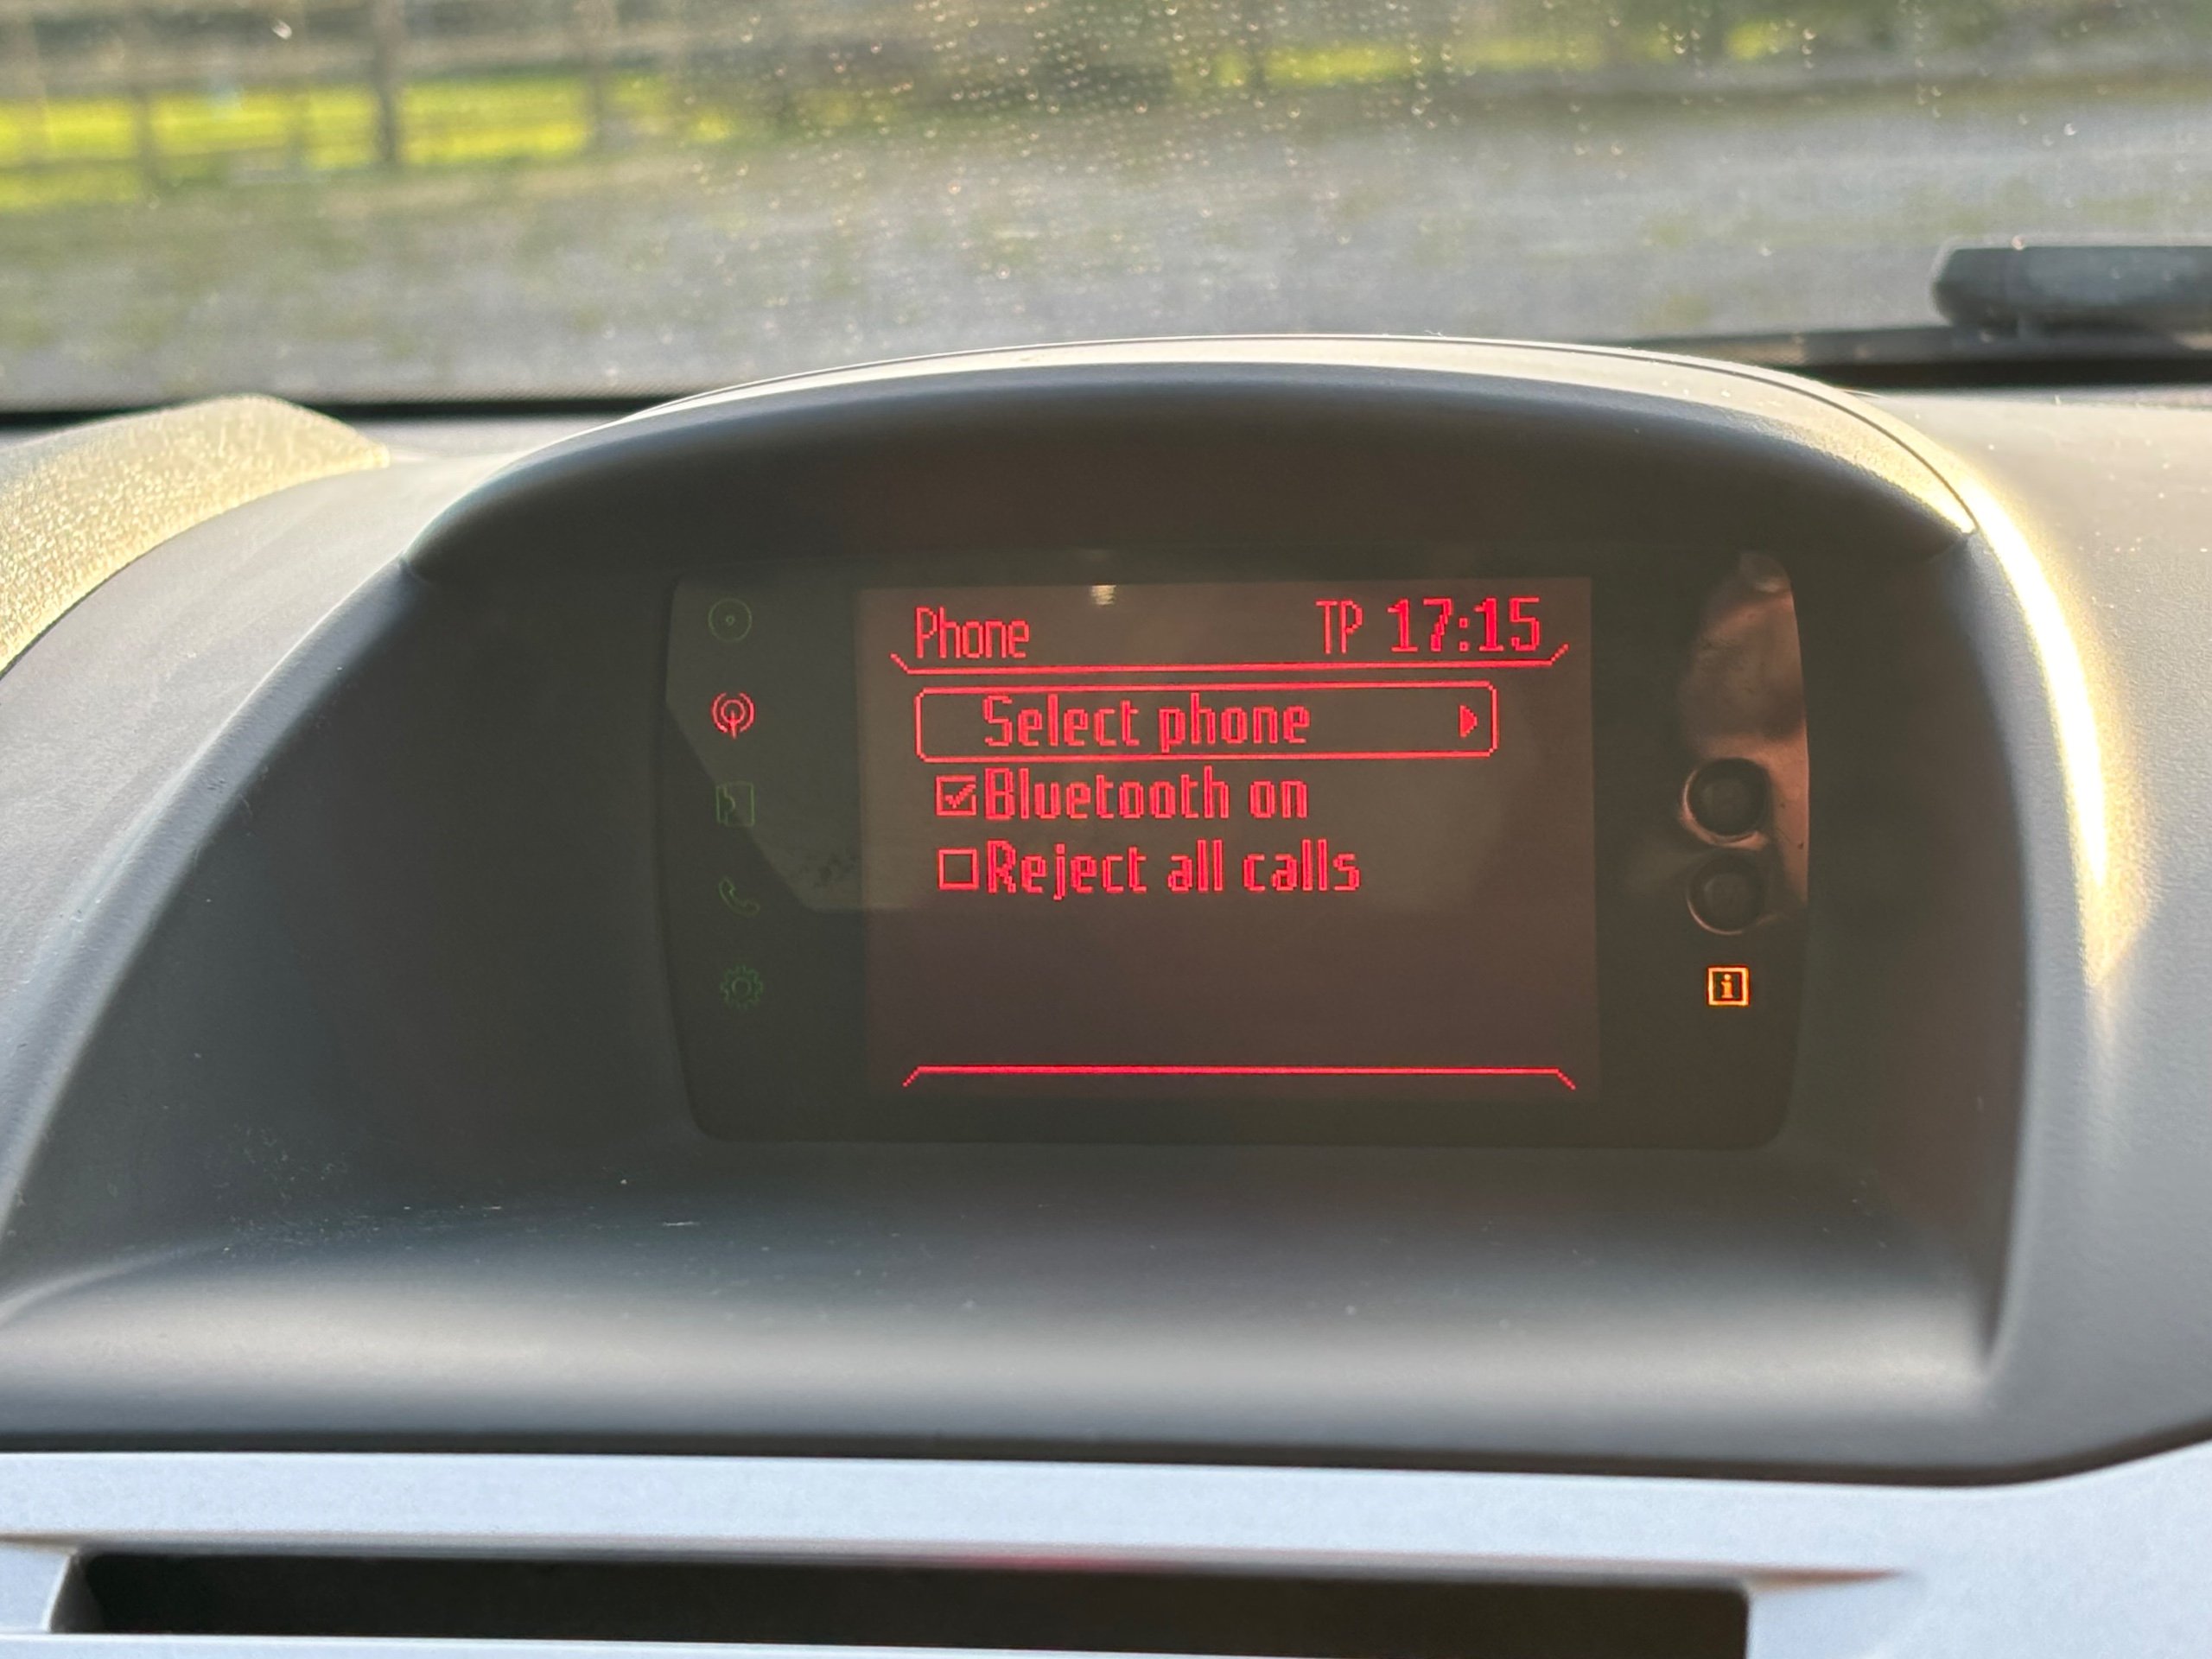 Phone TP 17:15
Select phone
Bluetooth on
Reject all calls
i